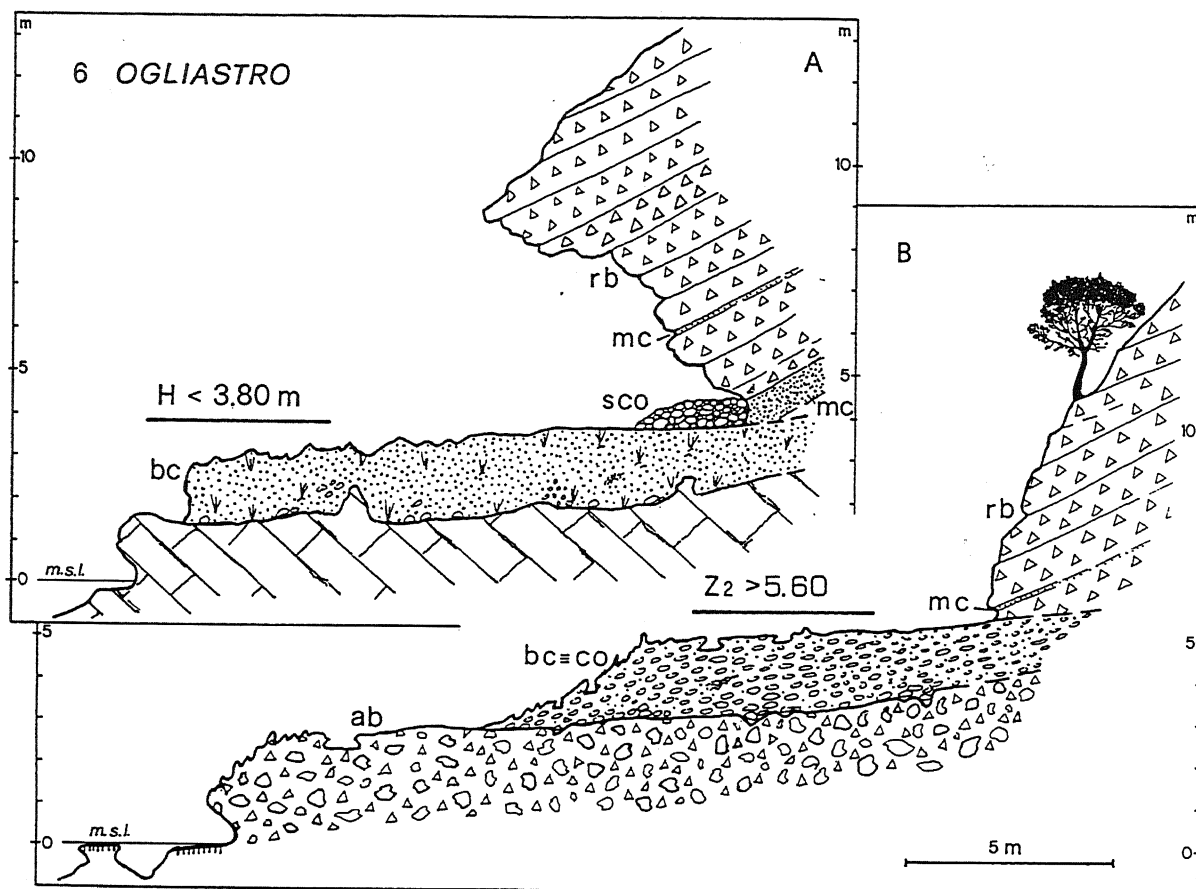 m
m
6 OGLIASTRO
A
10
10
m
m
B
rb
mc
5
5
H < 3.80 m
sco
mc
10
bc
rb
m.s.l.
0
Z2 >5.60
mc
5
5
bc≡co
ab
m.s.l.
0
5 m
0